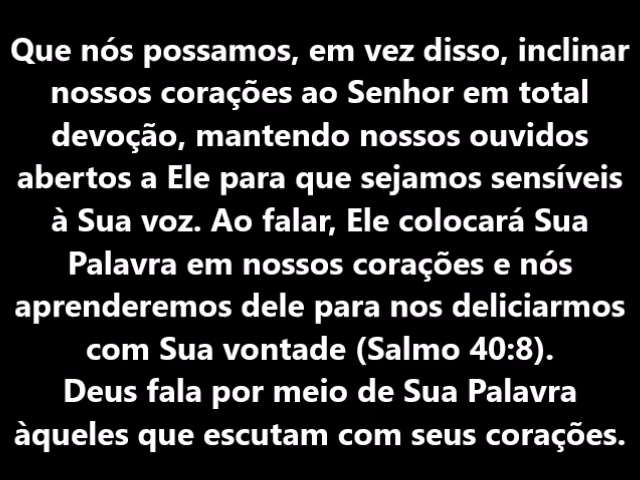 Que nós possamos, em vez disso, inclinar
nossos corações ao Senhor em total
devoção, mantendo nossos ouvidos
abertos a Ele para que sejamos sensíveis
à Sua voz. Ao falar, Ele colocará Sua
Palavra em nossos corações e nós
aprenderemos dele para nos deliciarmos
com Sua vontade (Salmo 40:8).
Deus fala por meio de Sua Palavra
àqueles que escutam com seus corações.